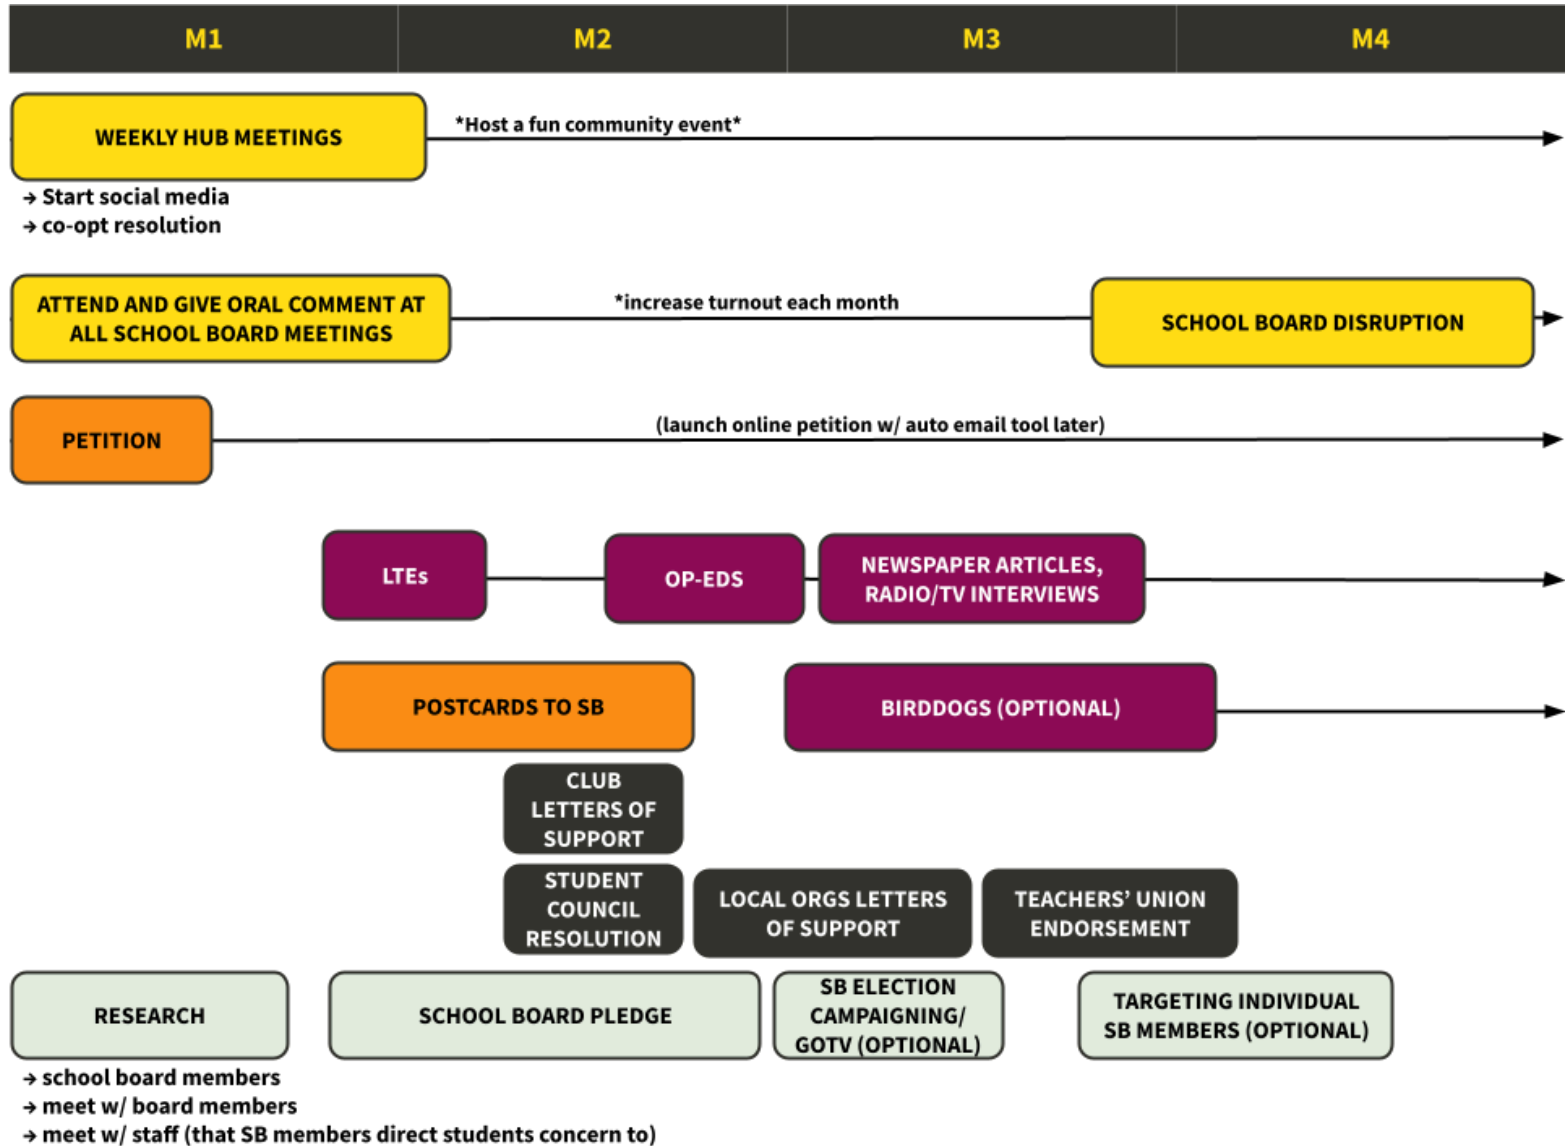 M1 M2 M3 M4
WEEKLY HUB MEETINGS
*Host a fun community event*
→ Start social media
→ co-opt resolution
ATTEND AND GIVE ORAL COMMENT AT
ALL SCHOOL BOARD MEETINGS
*increase turnout each month
SCHOOL BOARD DISRUPTION
PETITION
(launch online petition w/ auto email tool later)
LTEs
OP-EDS
NEWSPAPER ARTICLES,
RADIO/TV INTERVIEWS
POSTCARDS TO SB
BIRDDOGS (OPTIONAL)
CLUB
LETTERS OF
SUPPORT
STUDENT
COUNCIL
RESOLUTION
LOCAL ORGS LETTERS
OF SUPPORT
TEACHERS’ UNION
ENDORSEMENT
RESEARCH
SCHOOL BOARD PLEDGE
SB ELECTION
CAMPAIGNING/
GOTV (OPTIONAL)
TARGETING INDIVIDUAL
SB MEMBERS (OPTIONAL)
→ school board members
→ meet w/ board members
→ meet w/ staff (that SB members direct students concern to)